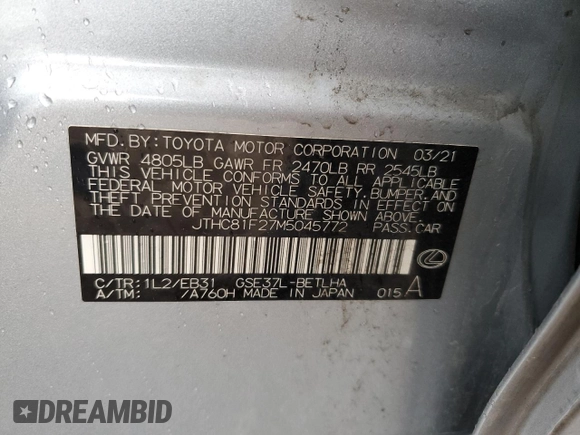 MFD.BY: TOYOTA MOTOR CORPORATION 03/21
GVWR 4805LB GAWR FR 2470LB RR 2545LB
THIS VEHICLE CONFORMS TO ALL APPLICABLE
FEDERAL MOTOR VEHICLE SAFETY, BUMPER, AND
THEFT PREVENTION STANDARDS IN EFFECT ON
THE DATE OF MANUFACTURE SHOWN ABOVE.
JTHC81F27M5045772 PASS.CAR
C/TR: 1L2/EB31 GSE37L-BETLHA
A/TM: /A760H MADE IN JAPAN 015 A
DREAMBID